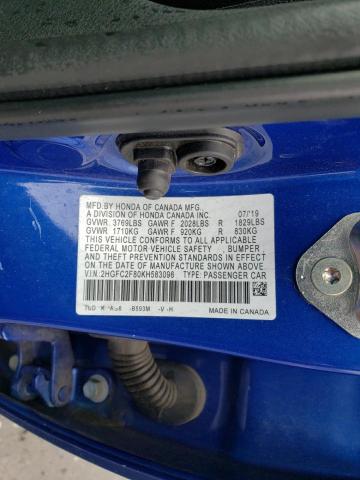 MFD.BY HONDA OF CANADA MFG.,
A DIVISION OF HONDA CANADA INC. 07/19
GVWR 3769LBS GAWR F 2028LBS R 1829LBS
GVWR 1710KG GAWR F 920KG R 830KG
THIS VEHICLE CONFORMS TO ALL APPLICABLE
FEDERAL MOTOR VEHICLE SAFETY , BUMPER ,
AND THEFT PREVENTION STANDARDS IN EFFECT
ON THE DATE OF MANUFACTURE SHOWN ABOVE.
V.I.N.:2HGFC2F80KH583096 TYPE: PASSENGER CAR
-B593M
MADE IN CANADA